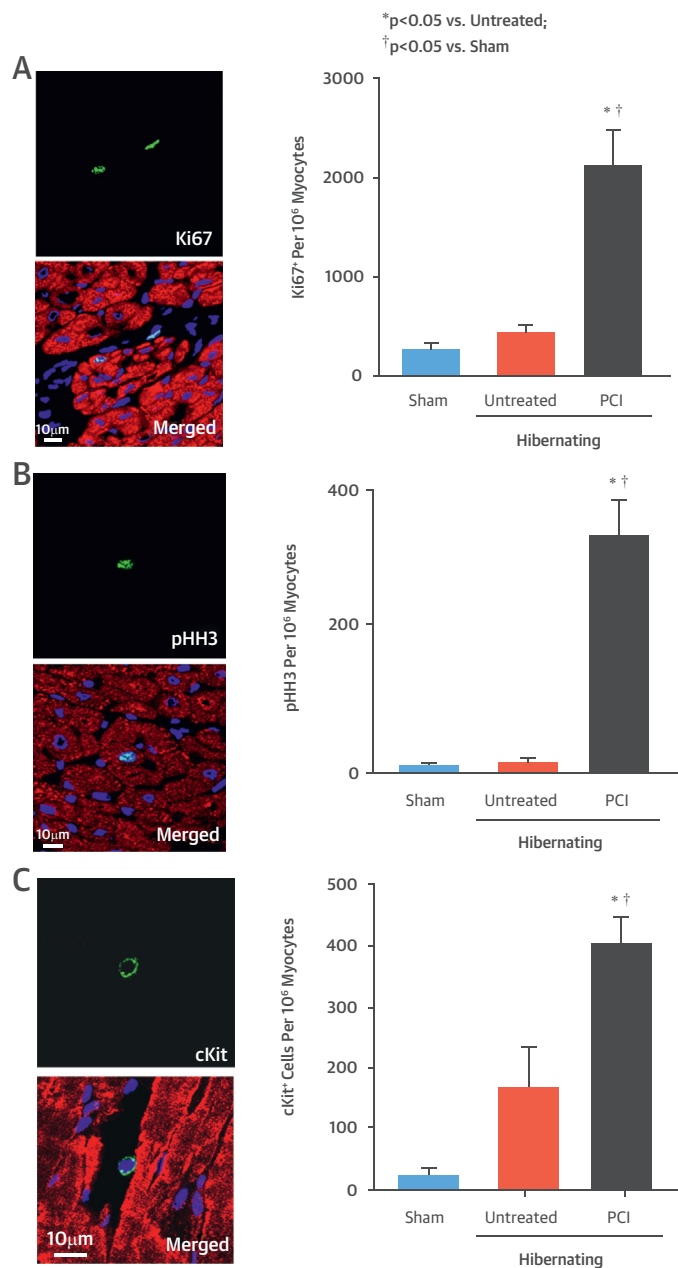 *p<0.05 vs. Untreated;
†p<0.05 vs. Sham
A
Ki67
Merged
10μm
Ki67⁺ Per 10⁶ Myocytes
3000
2000
1000
0
* †
Sham
Untreated
PCI
Hibernating
B
pHH3
Merged
10μm
pHH3 Per 10⁶ Myocytes
400
200
0
* †
Sham
Untreated
PCI
Hibernating
C
cKit
Merged
10μm
cKit⁺ Cells Per 10⁶ Myocytes
500
400
300
200
100
0
* †
Sham
Untreated
PCI
Hibernating